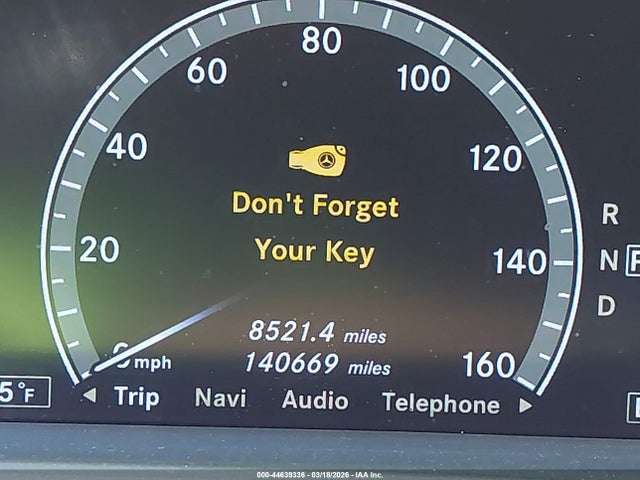 80
60
100
40
120
Don't Forget
Your Key
20
140
R
N
D
8521.4 miles
140669 miles
mph
160
5°F
Trip Navi Audio Telephone
000-44639336 - 03/18/2026 - IAA Inc.